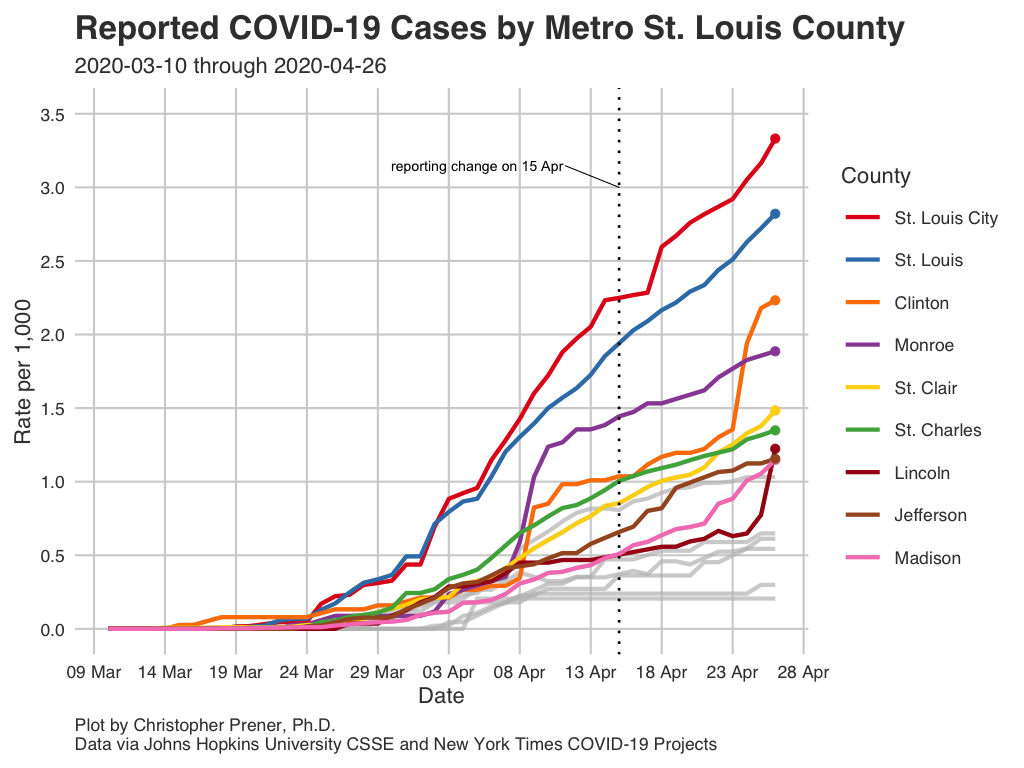 Reported COVID-19 Cases by Metro St. Louis County
2020-03-10 through 2020-04-26
Rate per 1,000
3.5
3.0
2.5
2.0
1.5
1.0
0.5
0.0
reporting change on 15 Apr
09 Mar 14 Mar 19 Mar 24 Mar 29 Mar 03 Apr 08 Apr 13 Apr 18 Apr 23 Apr 28 Apr
Date
County
St. Louis City
St. Louis
Clinton
Monroe
St. Clair
St. Charles
Lincoln
Jefferson
Madison
Plot by Christopher Prener, Ph.D.
Data via Johns Hopkins University CSSE and New York Times COVID-19 Projects